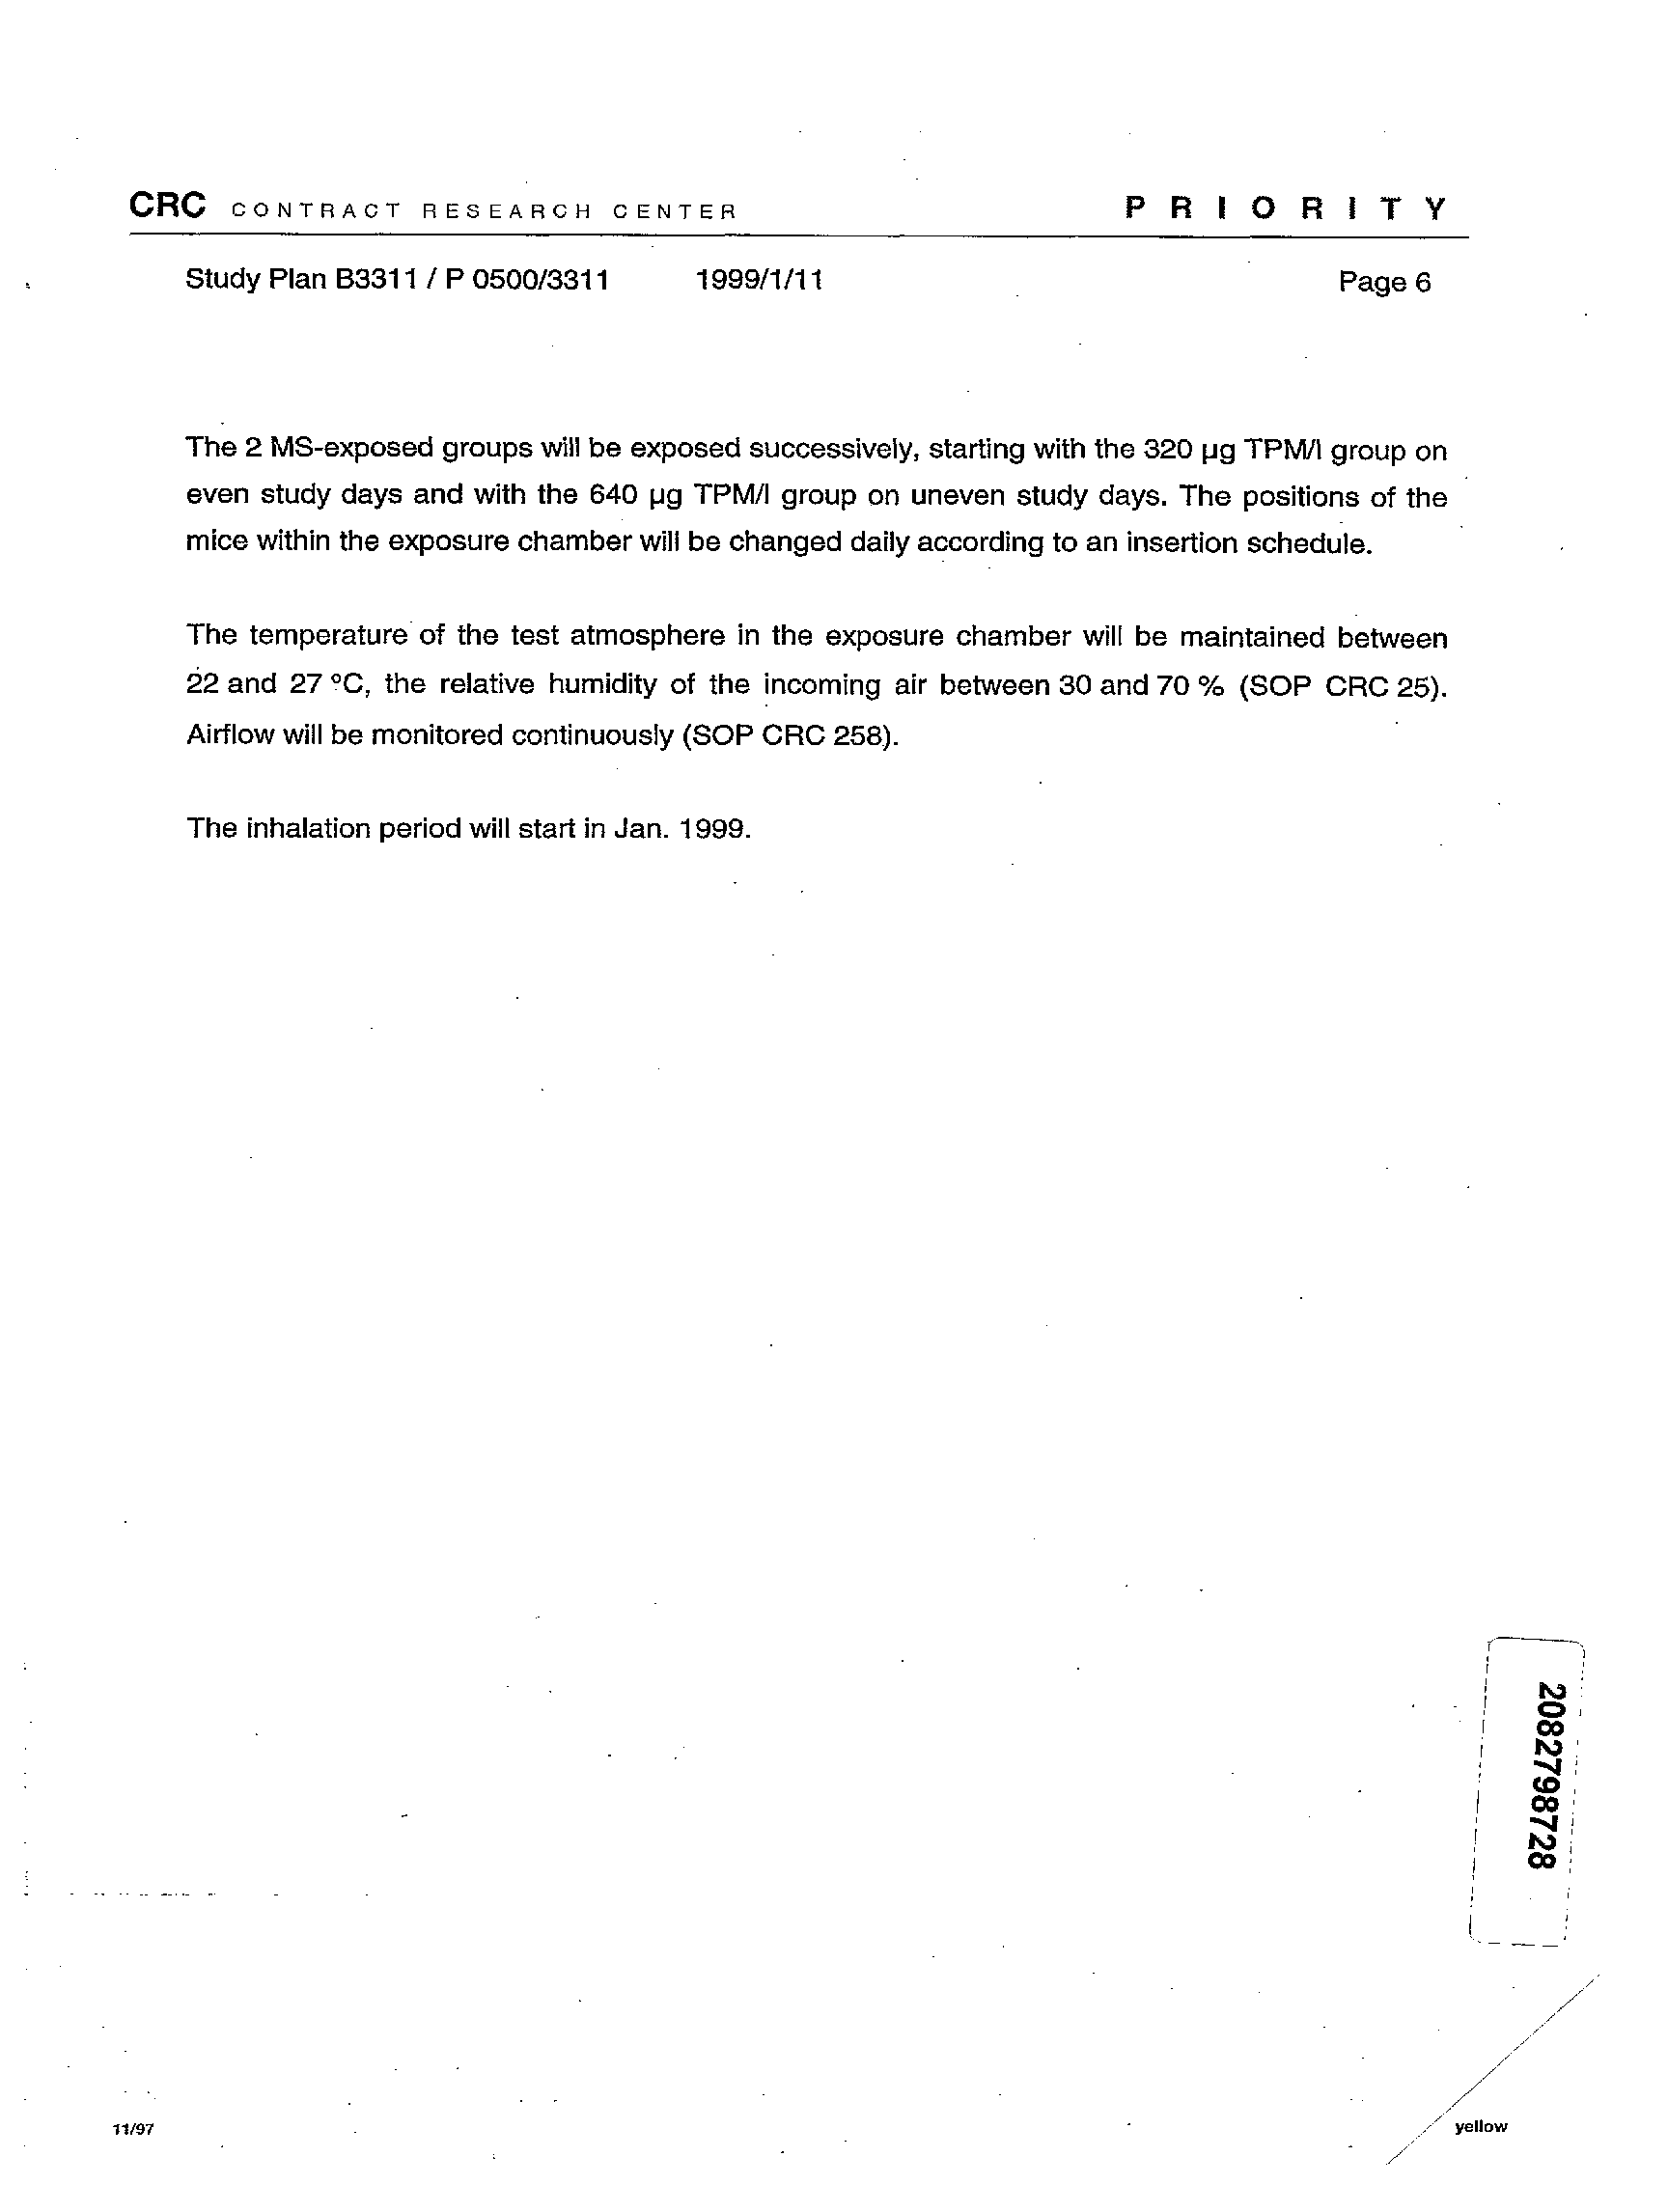 CRC CONTRACT RESEARCH CENTER PRIORITY
Study Plan B3311 / P 0500/3311 1999/1/11 Page 6
The 2 MS-exposed groups will be exposed successively, starting with the 320 µg TPM/l group on
even study days and with the 640 µg TPM/l group on uneven study days. The positions of the
mice within the exposure chamber will be changed daily according to an insertion schedule.
The temperature of the test atmosphere in the exposure chamber will be maintained between
22 and 27 ºC, the relative humidity of the incoming air between 30 and 70 % (SOP CRC 25).
Airflow will be monitored continuously (SOP CRC 258).
The inhalation period will start in Jan. 1999.
2082798728
11/97 yellow